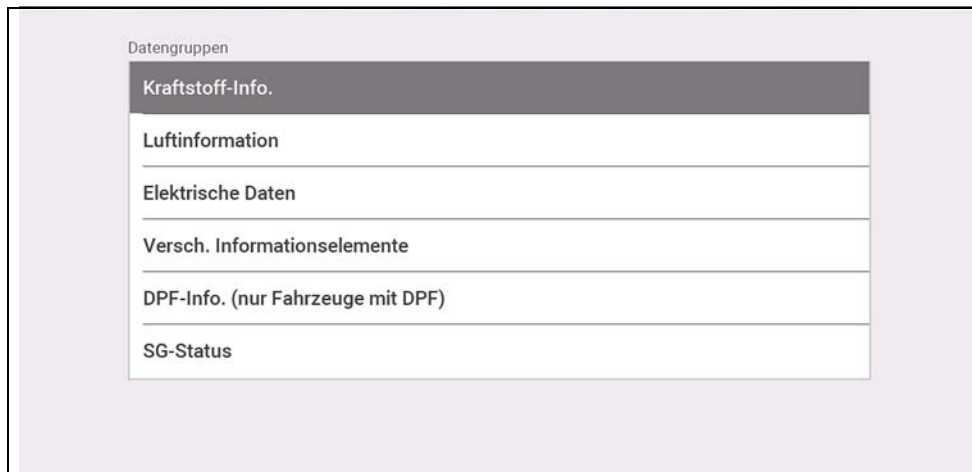 Datengruppen
Kraftstoff-Info.
Luftinformation
Elektrische Daten
Versch. Informationselemente
DPF-Info. (nur Fahrzeuge mit DPF)
SG-Status